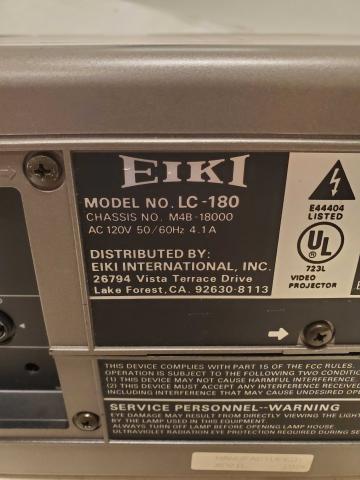 EIKI
MODEL NO. LC-180
CHASSIS NO. M4B-18000
AC 120V 50/60Hz 4.1A
DISTRIBUTED BY:
EIKI INTERNATIONAL, INC.
26794 Vista Terrace Drive
Lake Forest, CA. 92630-8113
E44404
LISTED
UL
723L
VIDEO
PROJECTOR
THIS DEVICE COMPLIES WITH PART 15 OF THE FCC RULES.
OPERATION IS SUBJECT TO THE FOLLOWING TWO
(1) THIS DEVICE MAY NOT CAUSE HARMFUL INTERFERENCE.
(2) THIS DEVICE MUST ACCEPT ANY INTERFERENCE
INCLUDING INTERFERENCE THAT MAY CAUSE UNDESIRED
SERVICE PERSONNEL--WARNING
EYE DAMAGE MAY RESULT FROM DIRECTLY VIEWING
BY THE LAMP USED IN THIS EQUIPMENT.
ALWAYS TURN OFF LAMP BEFORE OPENING LAMP HOUSE.
ULTRAVIOLET RADIATION EYE PROTECTION REQUIRED DURING